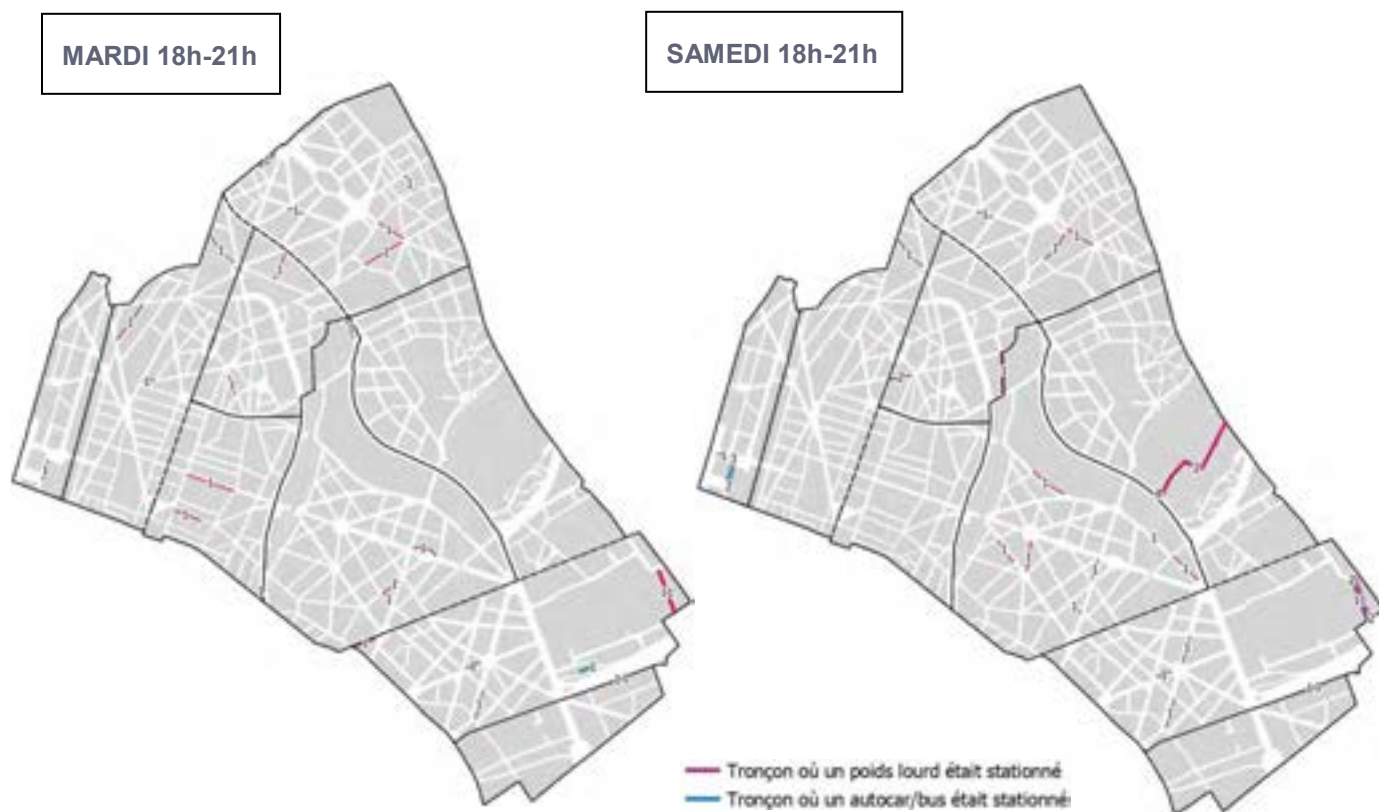 MARDI 18h-21h
SAMEDI 18h-21h
Tronçon où un poids lourd était stationné
Tronçon où un autocar/bus était stationné